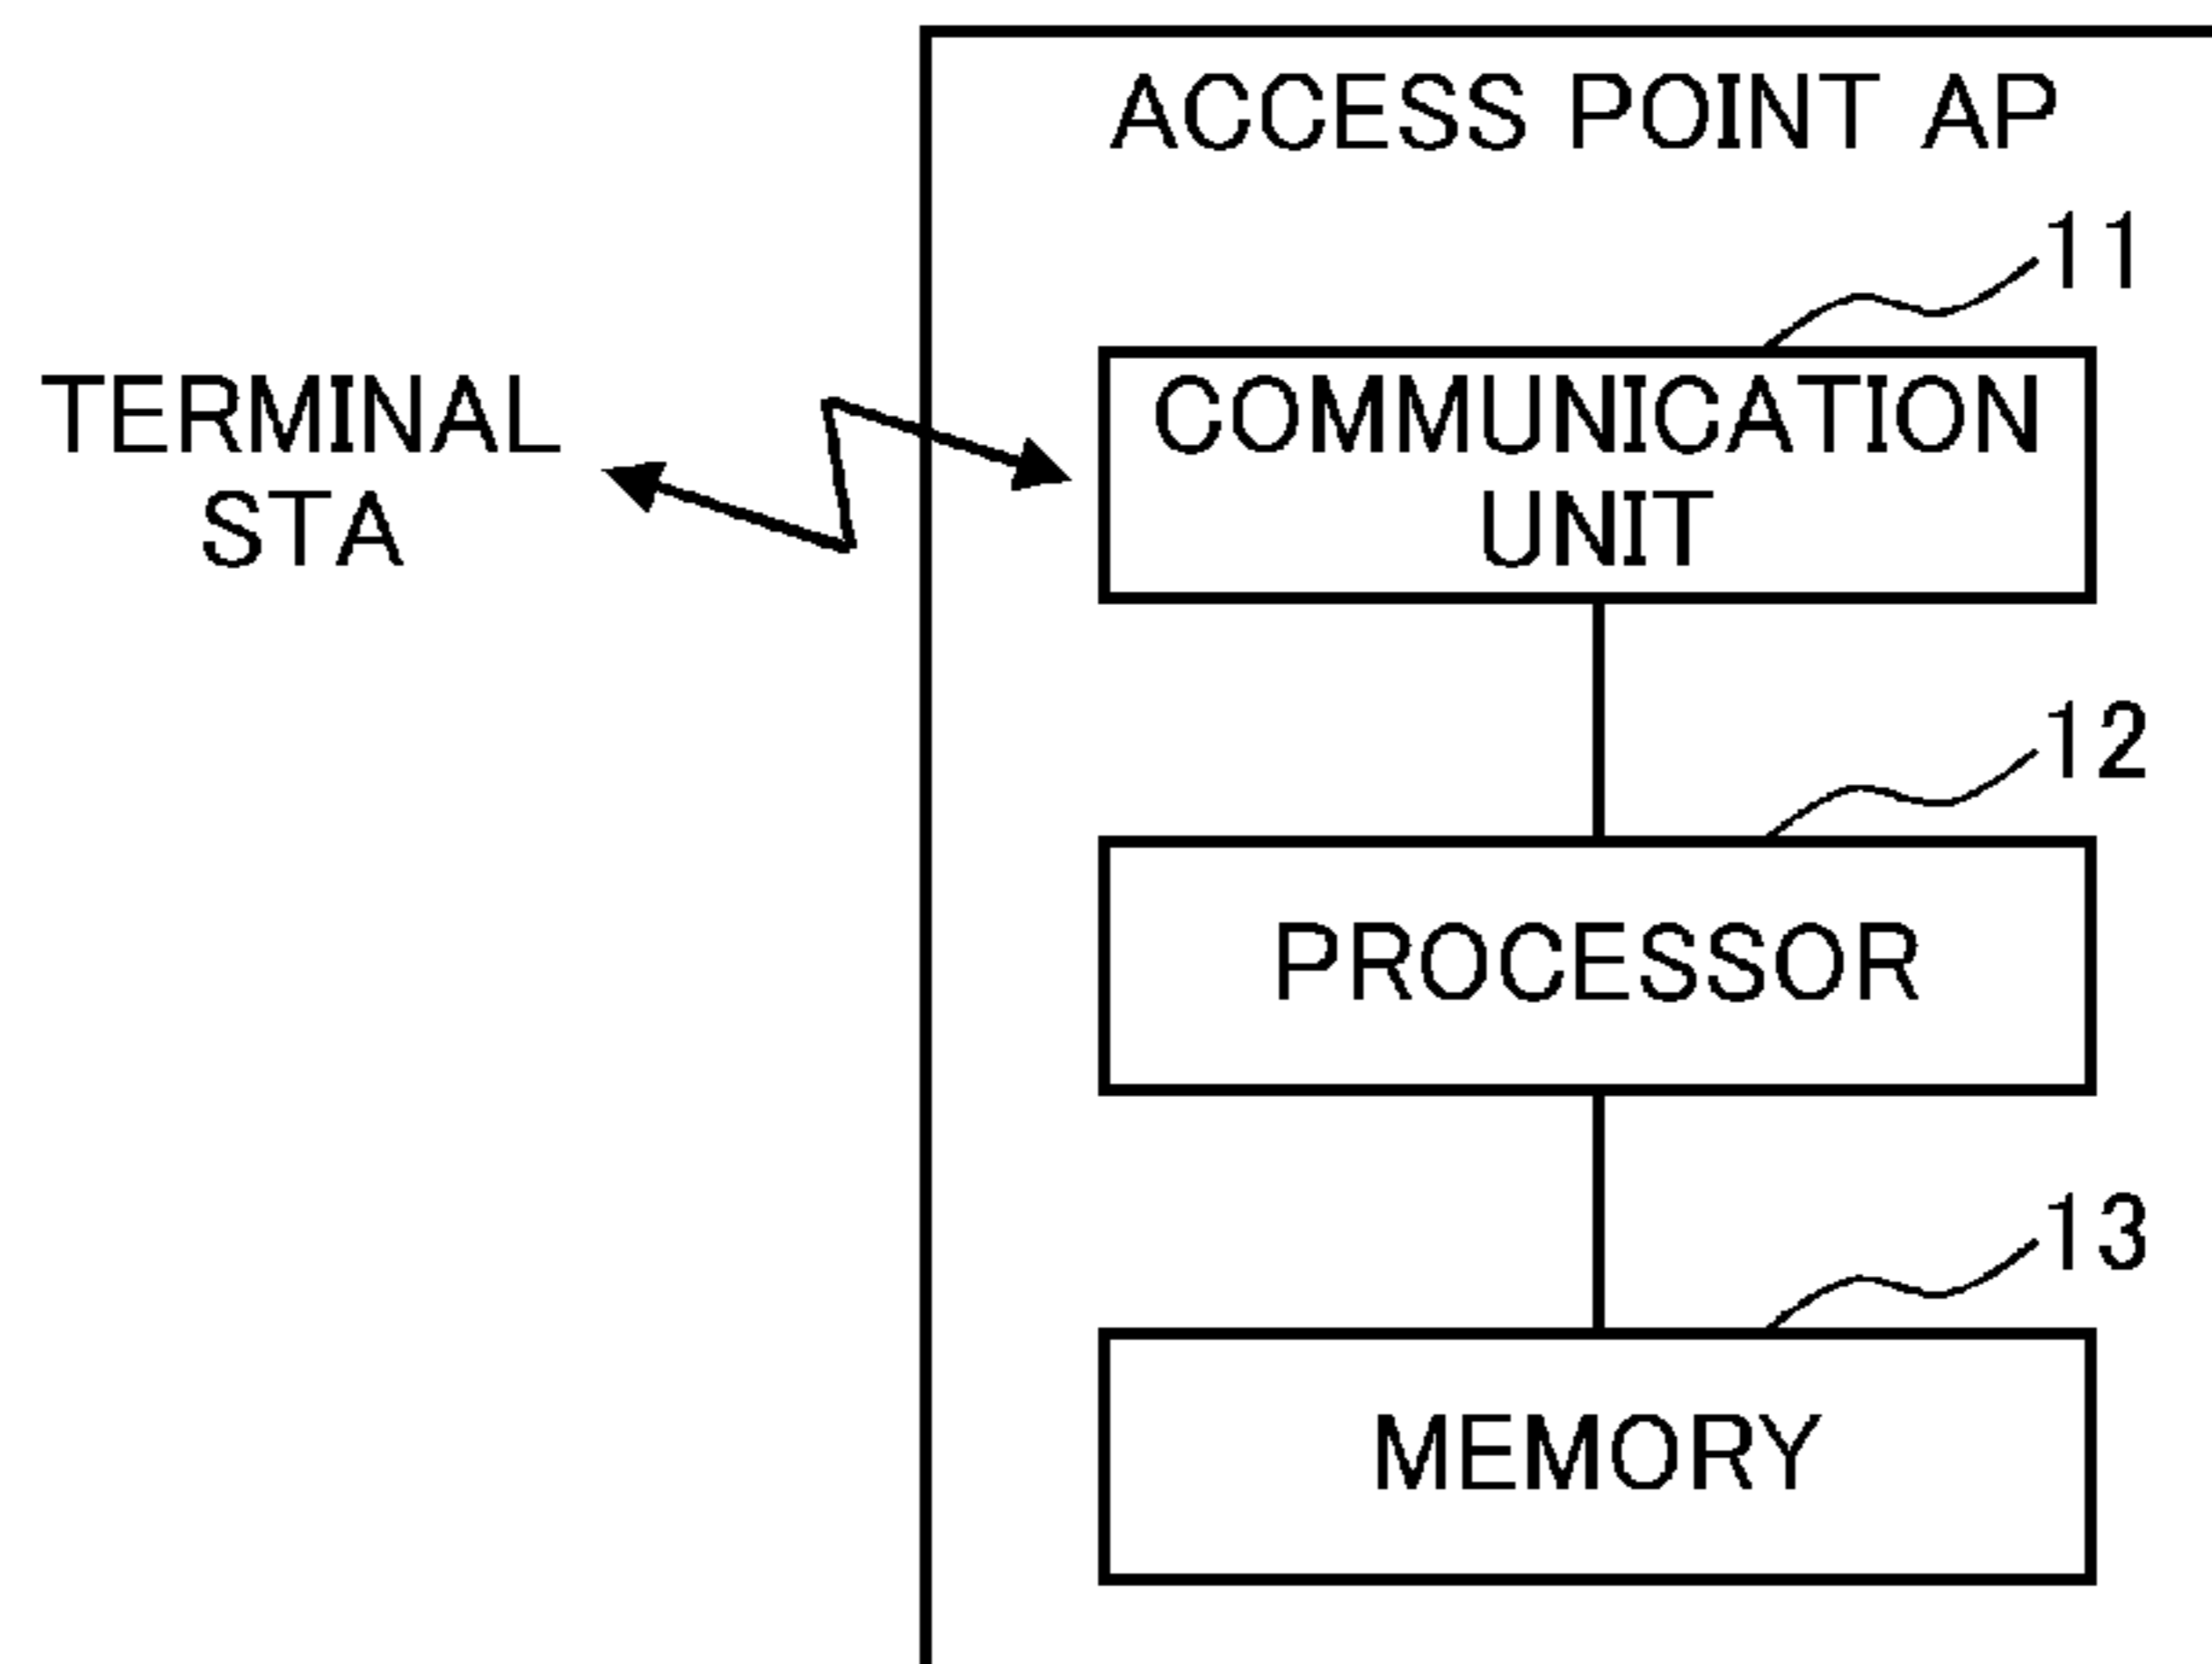 ACCESS POINT AP
11
TERMINAL
STA
COMMUNICATION
UNIT
12
PROCESSOR
13
MEMORY